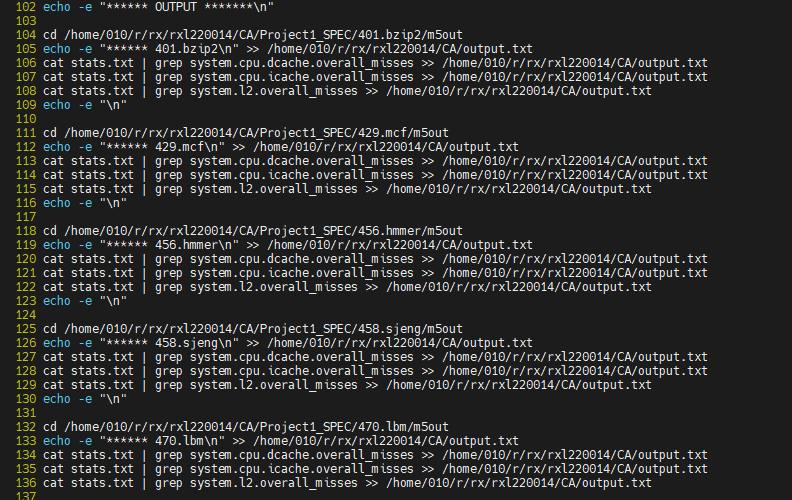 102 echo -e "****** OUTPUT *******\n"
103
104 cd /home/010/r/rx/rxl220014/CA/Project1_SPEC/401.bzip2/m5out
105 echo -e "****** 401.bzip2\n" >> /home/010/r/rx/rxl220014/CA/output.txt
106 cat stats.txt | grep system.cpu.dcache.overall_misses >> /home/010/r/rx/rxl220014/CA/output.txt
107 cat stats.txt | grep system.cpu.icache.overall_misses >> /home/010/r/rx/rxl220014/CA/output.txt
108 cat stats.txt | grep system.l2.overall_misses >> /home/010/r/rx/rxl220014/CA/output.txt
109 echo -e "\n"
110
111 cd /home/010/r/rx/rxl220014/CA/Project1_SPEC/429.mcf/m5out
112 echo -e "****** 429.mcf\n" >> /home/010/r/rx/rxl220014/CA/output.txt
113 cat stats.txt | grep system.cpu.dcache.overall_misses >> /home/010/r/rx/rxl220014/CA/output.txt
114 cat stats.txt | grep system.cpu.icache.overall_misses >> /home/010/r/rx/rxl220014/CA/output.txt
115 cat stats.txt | grep system.l2.overall_misses >> /home/010/r/rx/rxl220014/CA/output.txt
116 echo -e "\n"
117
118 cd /home/010/r/rx/rxl220014/CA/Project1_SPEC/456.hmmer/m5out
119 echo -e "****** 456.hmmer\n" >> /home/010/r/rx/rxl220014/CA/output.txt
120 cat stats.txt | grep system.cpu.dcache.overall_misses >> /home/010/r/rx/rxl220014/CA/output.txt
121 cat stats.txt | grep system.cpu.icache.overall_misses >> /home/010/r/rx/rxl220014/CA/output.txt
122 cat stats.txt | grep system.l2.overall_misses >> /home/010/r/rx/rxl220014/CA/output.txt
123 echo -e "\n"
124
125 cd /home/010/r/rx/rxl220014/CA/Project1_SPEC/458.sjeng/m5out
126 echo -e "****** 458.sjeng\n" >> /home/010/r/rx/rxl220014/CA/output.txt
127 cat stats.txt | grep system.cpu.dcache.overall_misses >> /home/010/r/rx/rxl220014/CA/output.txt
128 cat stats.txt | grep system.cpu.icache.overall_misses >> /home/010/r/rx/rxl220014/CA/output.txt
129 cat stats.txt | grep system.l2.overall_misses >> /home/010/r/rx/rxl220014/CA/output.txt
130 echo -e "\n"
131
132 cd /home/010/r/rx/rxl220014/CA/Project1_SPEC/470.lbm/m5out
133 echo -e "****** 470.lbm\n" >> /home/010/r/rx/rxl220014/CA/output.txt
134 cat stats.txt | grep system.cpu.dcache.overall_misses >> /home/010/r/rx/rxl220014/CA/output.txt
135 cat stats.txt | grep system.cpu.icache.overall_misses >> /home/010/r/rx/rxl220014/CA/output.txt
136 cat stats.txt | grep system.l2.overall_misses >> /home/010/r/rx/rxl220014/CA/output.txt
137